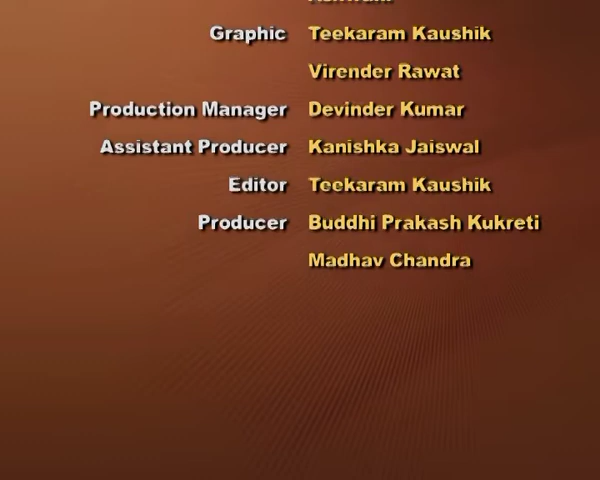 Graphic Teekaram Kaushik
Virender Rawat
Production Manager Devinder Kumar
Assistant Producer Kanishka Jaiswal
Editor Teekaram Kaushik
Producer Buddhi Prakash Kukreti
Madhav Chandra